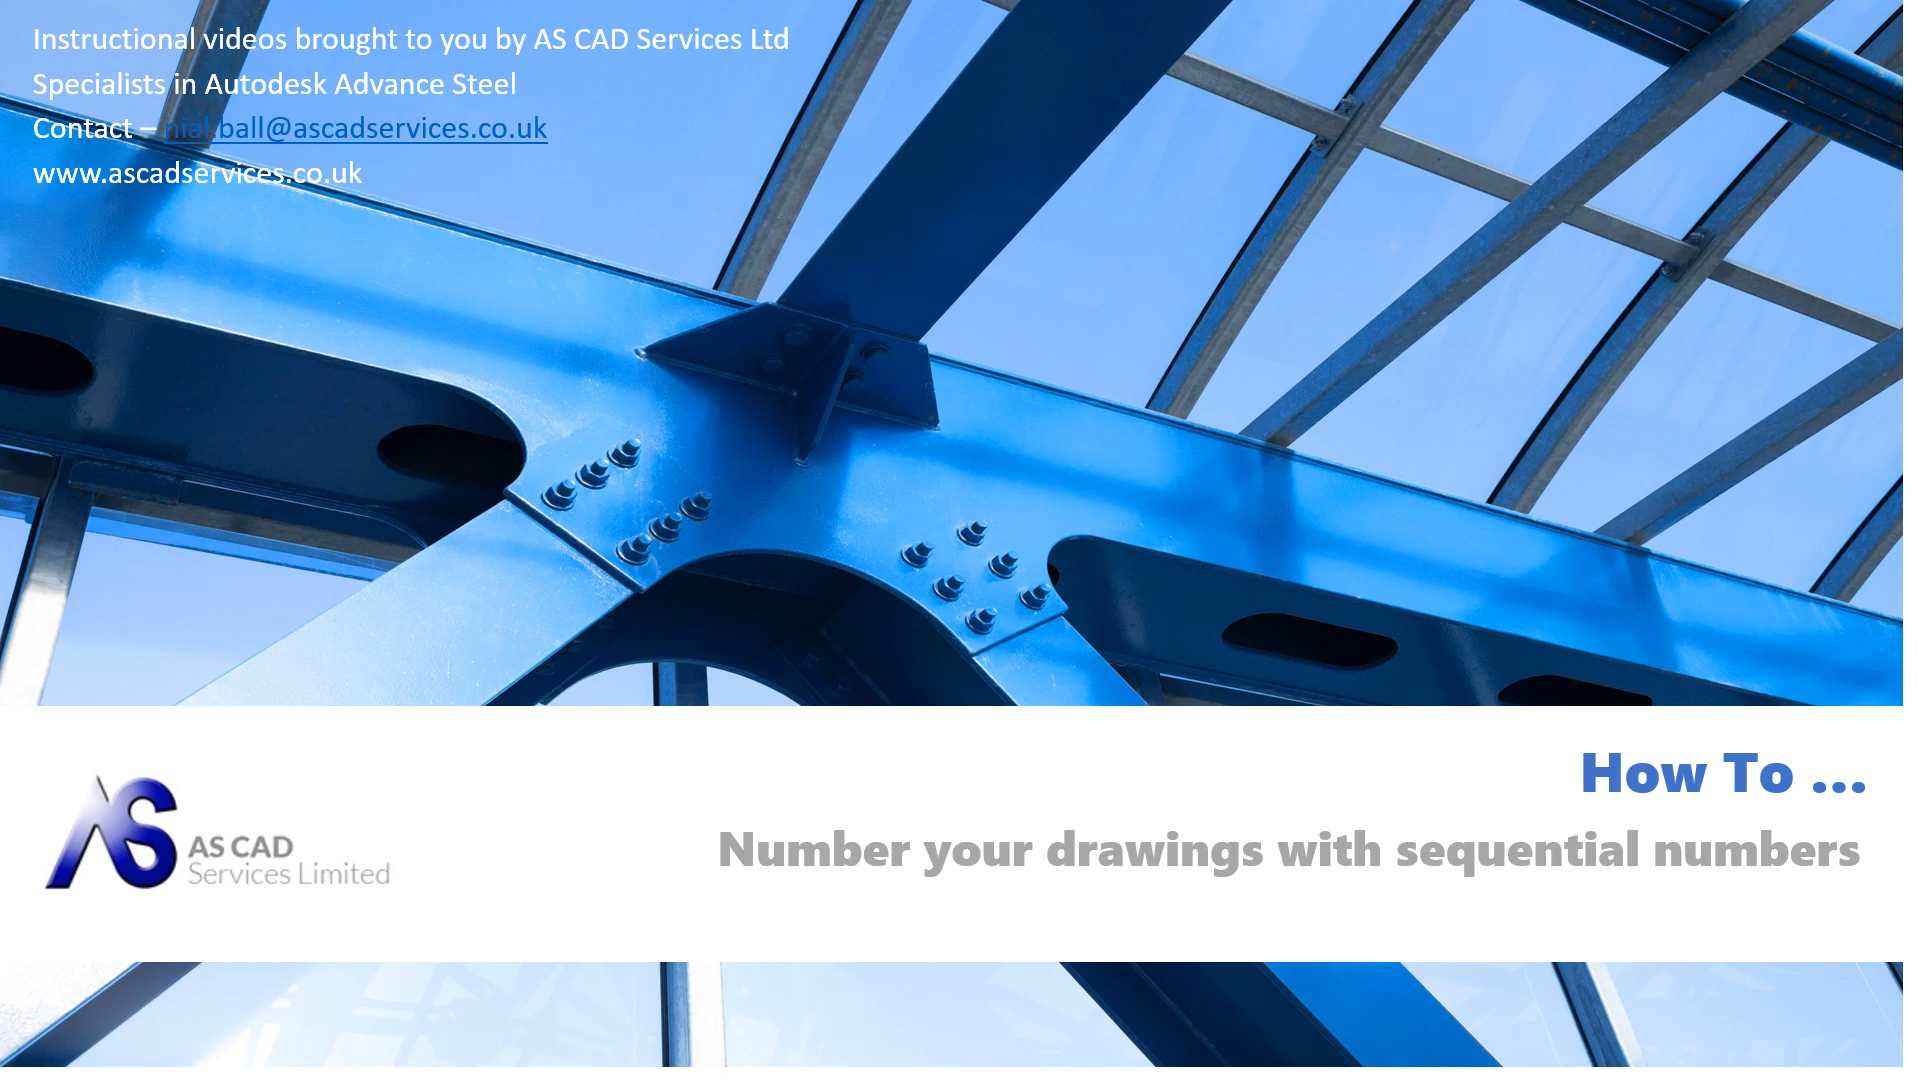 Instructional videos brought to you by AS CAD Services Ltd
Specialists in Autodesk Advance Steel
Contact – nial.ball@ascadservices.co.uk
www.ascadservices.co.uk
How To ...
Number your drawings with sequential numbers
AS CAD
Services Limited